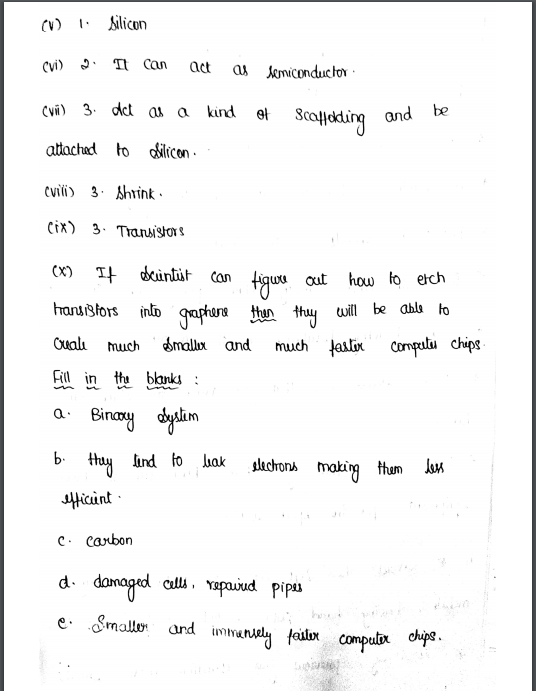 (v) 1. Silicon
(vi) 2. It can act as semiconductor.
(vii) 3. Act as a kind of scaffolding and be
attached to silicon.
(viii) 3. Shrink.
(ix) 3. Transistors
(x) If scintist can figure out how to etch
transistors into graphene then they will be able to
create much smaller and much faster computer chips.
Fill in the blanks :
a. Binary system
b. they tend to leak electrons making them less
efficient.
c. carbon
d. damaged cells, repaired pipes
e. Smaller and immensely faster computer chips.